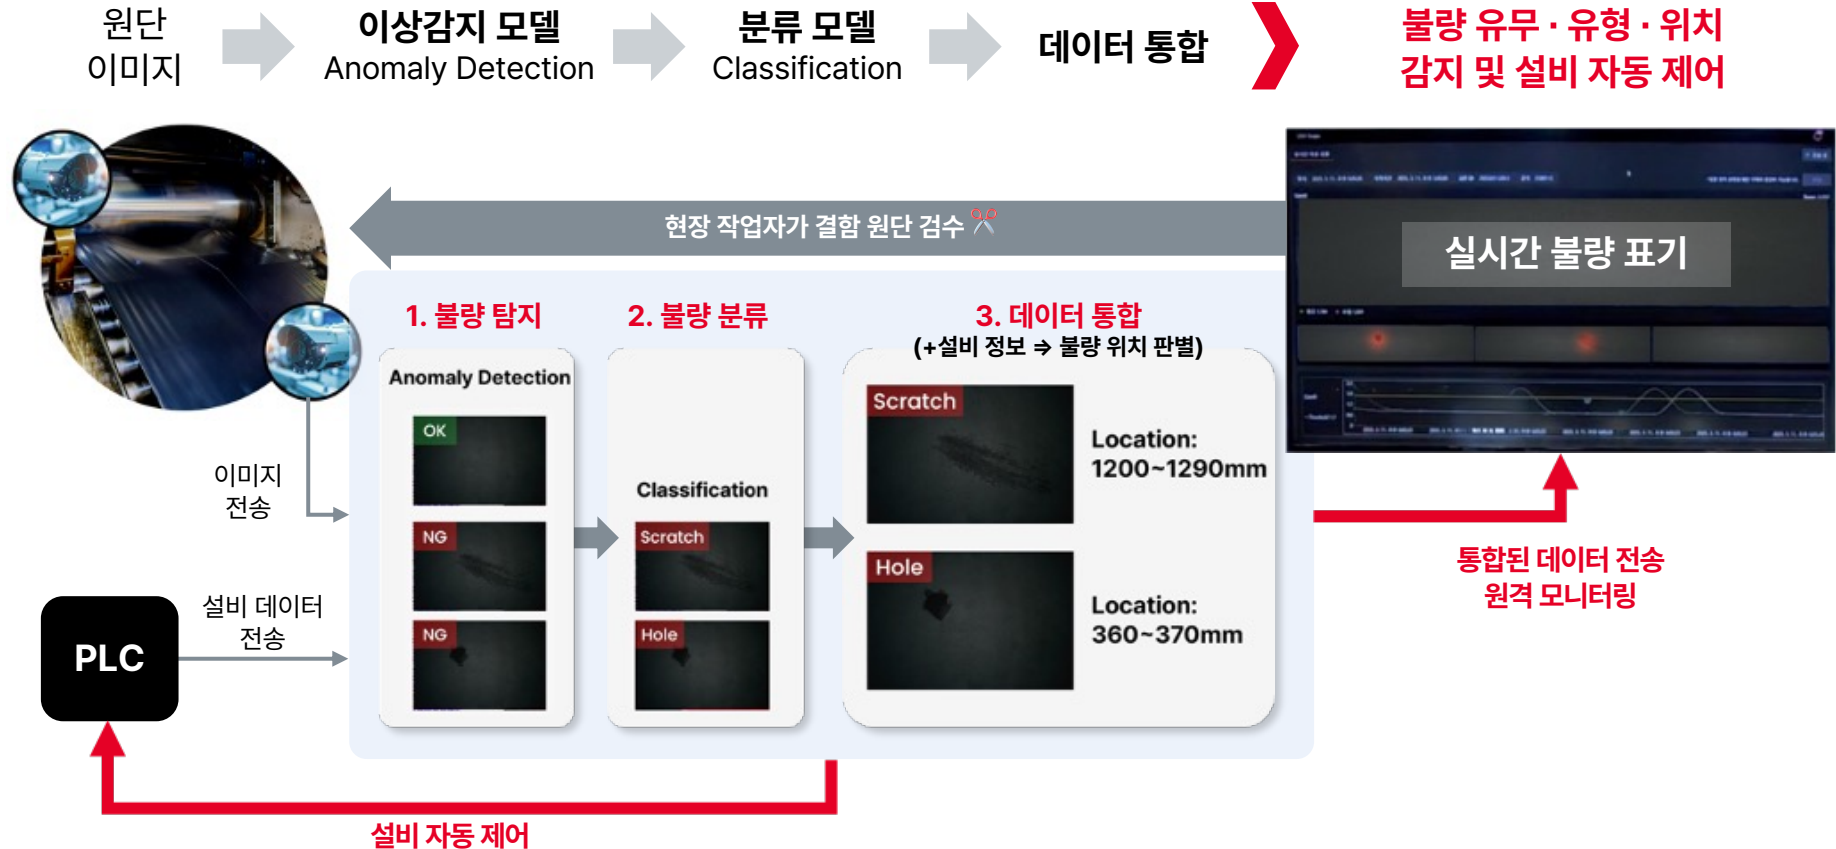 원단
이미지
이상감지 모델
Anomaly Detection
분류 모델
Classification
데이터 통합
불량 유무 · 유형 · 위치
감지 및 설비 자동 제어
현장 작업자가 결함 원단 검수
실시간 불량 표기
1. 불량 탐지
2. 불량 분류
3. 데이터 통합
(+설비 정보 ⇒ 불량 위치 판별)
Anomaly Detection
OK
NG
NG
Classification
Scratch
Hole
Scratch
Location:
1200~1290mm
Hole
Location:
360~370mm
이미지
전송
설비 데이터
전송
PLC
통합된 데이터 전송
원격 모니터링
설비 자동 제어